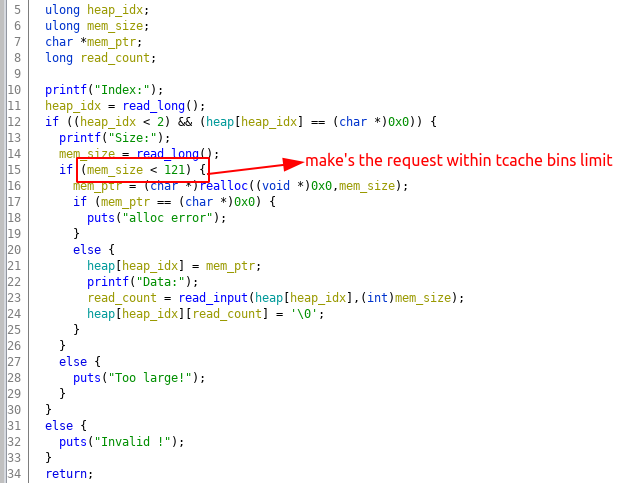 5 ulong heap_idx;
6 ulong mem_size;
7 char *mem_ptr;
8 long read_count;
9
10 printf("Index:");
11 heap_idx = read_long();
12 if ((heap_idx < 2) && (heap[heap_idx] == (char *)0x0)) {
13 printf("Size:");
14 mem_size = read_long();
15 if (mem_size < 121) { make's the request within tcache bins limit
16 mem_ptr = (char *)realloc((void *)0x0,mem_size);
17 if (mem_ptr == (char *)0x0) {
18 puts("alloc error");
19 }
20 else {
21 heap[heap_idx] = mem_ptr;
22 printf("Data:");
23 read_count = read_input(heap[heap_idx],(int)mem_size);
24 heap[heap_idx][read_count] = '\0';
25 }
26 }
27 else {
28 puts("Too large!");
29 }
30 }
31 else {
32 puts("Invalid !");
33 }
34 return;